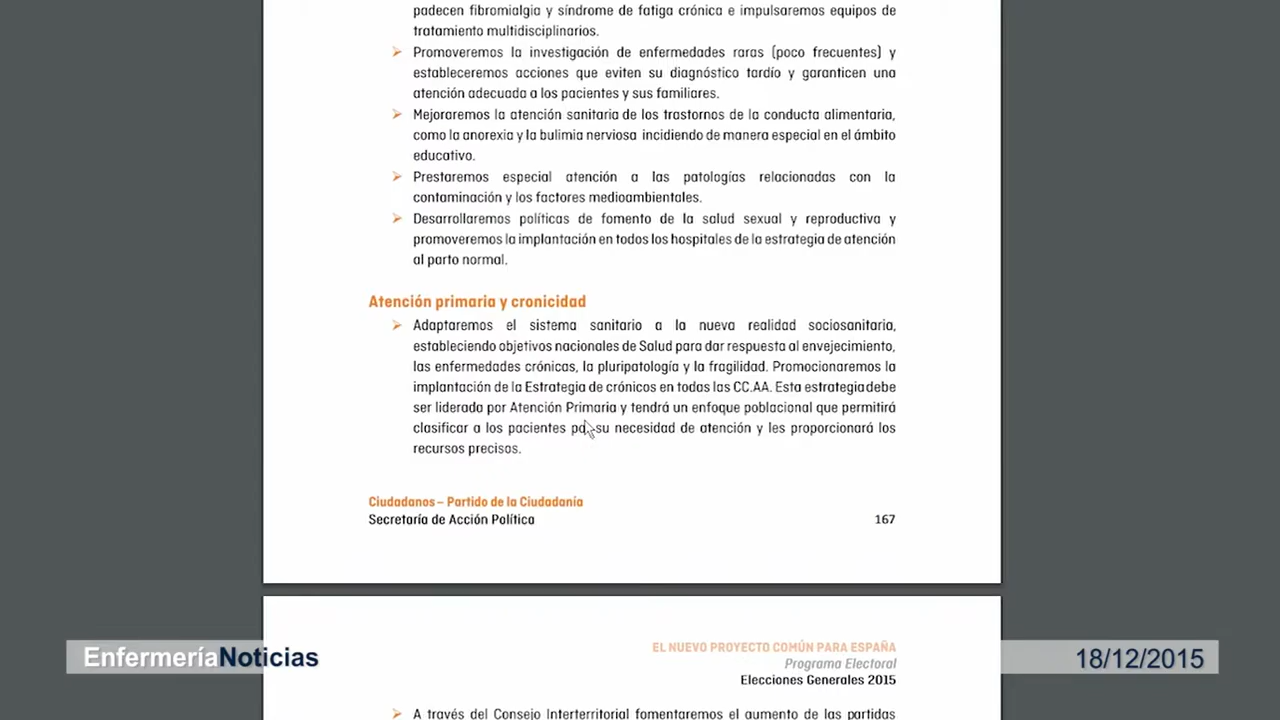 padecen fibromialgia y síndrome de fatiga crónica e impulsaremos equipos de
tratamiento multidisciplinarios.
Promoveremos la investigación de enfermedades raras (poco frecuentes) y
estableceremos acciones que eviten su diagnóstico tardío y garanticen una
atención adecuada a los pacientes y sus familiares.
Mejoraremos la atención sanitaria de los trastornos de la conducta alimentaria,
como la anorexia y la bulimia nerviosa incidiendo de manera especial en el ámbito
educativo.
Prestaremos especial atención a las patologías relacionadas con la
contaminación y los factores medioambientales.
Desarrollaremos políticas de fomento de la salud sexual y reproductiva y
promoveremos la implantación en todos los hospitales de la estrategia de atención
al parto normal.
Atención primaria y cronicidad
Adaptaremos el sistema sanitario a la nueva realidad sociosanitaria,
estableciendo objetivos nacionales de Salud para dar respuesta al envejecimiento,
las enfermedades crónicas, la pluripatología y la fragilidad. Promocionaremos la
implantación de la Estrategia de crónicos en todas las CC.AA. Esta estrategia debe
ser liderada por Atención Primaria y tendrá un enfoque poblacional que permitirá
clasificar a los pacientes por su necesidad de atención y les proporcionará los
recursos precisos.
Ciudadanos – Partido de la Ciudadanía
Secretaría de Acción Política 167
EL NUEVO PROYECTO COMÚN PARA ESPAÑA
Programa Electoral
Elecciones Generales 2015
A través del Consejo Interterritorial fomentaremos el aumento de las partidas
EnfermeríaNoticias 18/12/2015